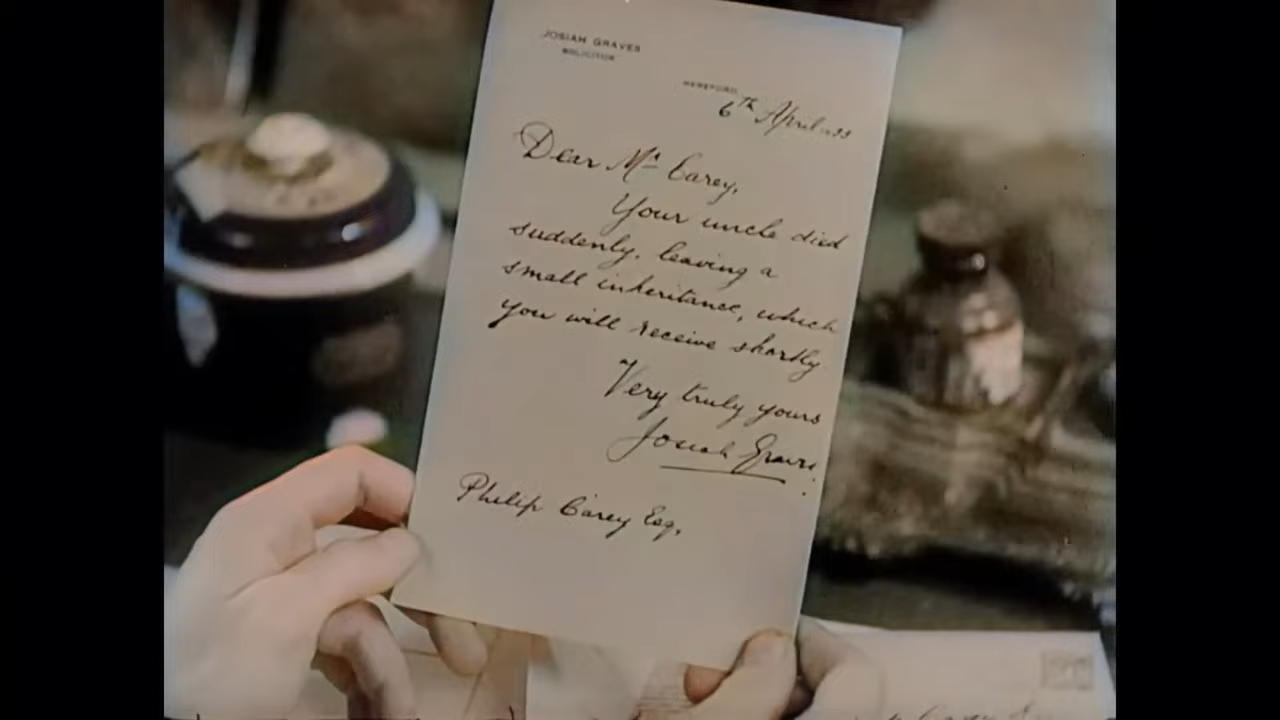 JOSIAH GRAVES
SOLICITOR
HEREFORD.
6th April
Dear Mr Carey,
Your uncle died
suddenly, leaving a
small inheritance, which
you will receive shortly
Very truly yours
Josiah Graves.
Philip Carey Esq,